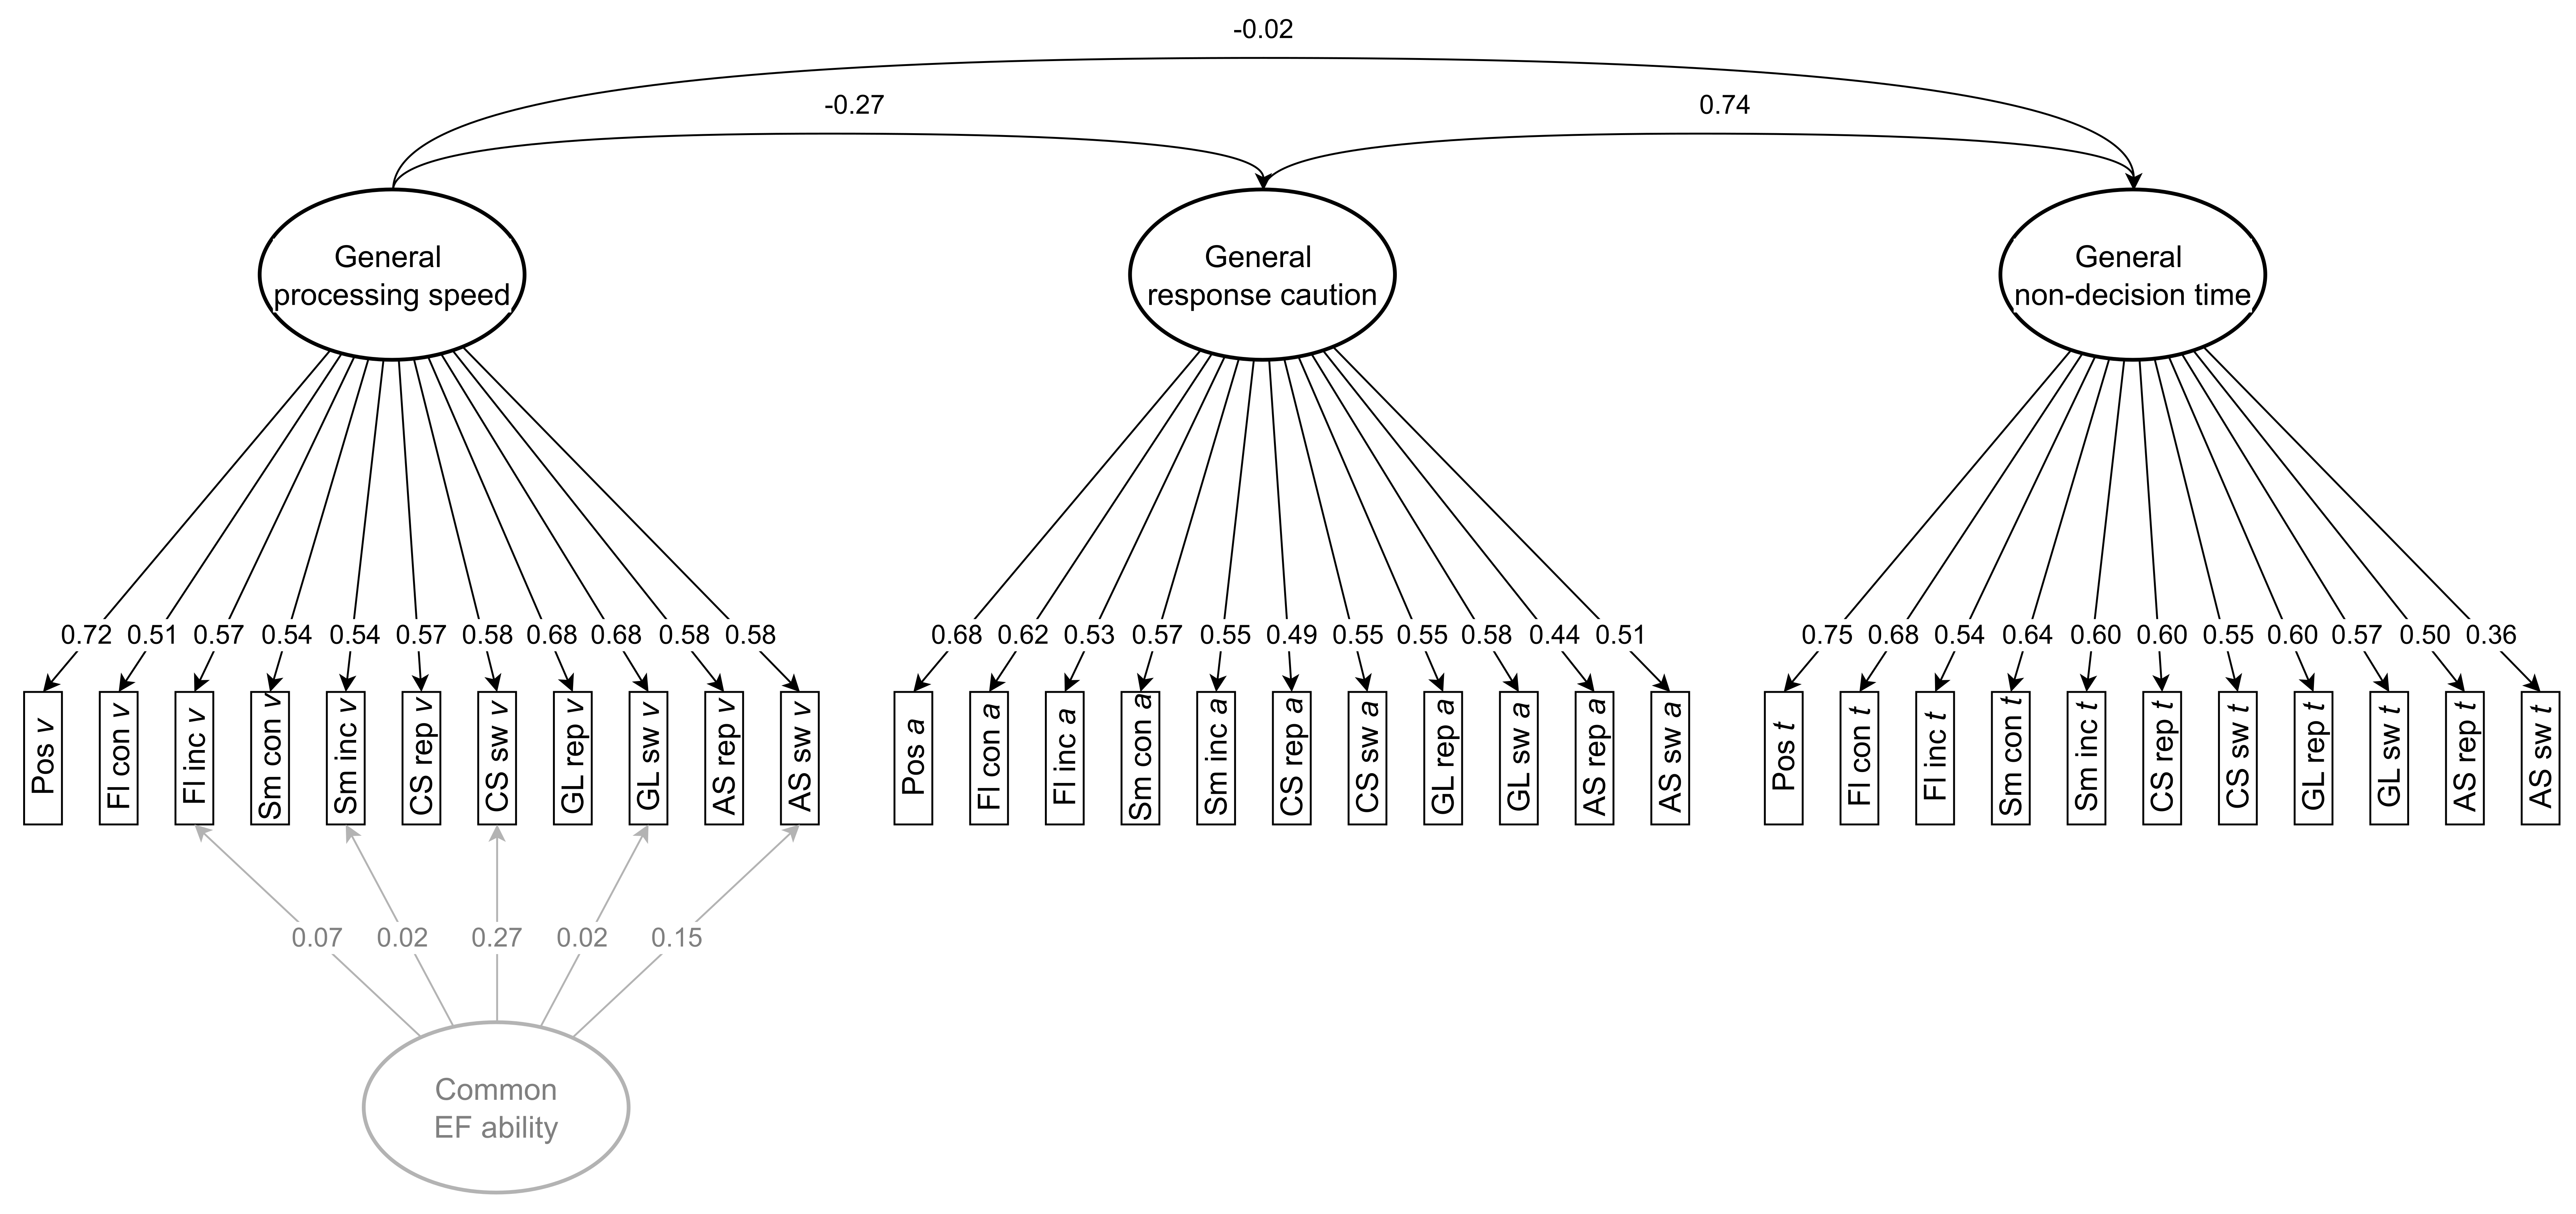 -0.02
-0.27
0.74
General
processing speed
General
response caution
General
non-decision time
0.72 0.51 0.57 0.54 0.54 0.57 0.58 0.68 0.68 0.58 0.58
0.68 0.62 0.53 0.57 0.55 0.49 0.55 0.55 0.58 0.44 0.51
0.75 0.68 0.54 0.64 0.60 0.60 0.55 0.60 0.57 0.50 0.36
Pos v
Fl con v
Fl inc v
Sm con v
Sm inc v
CS rep v
CS sw v
GL rep v
GL sw v
AS rep v
AS sw v
Pos a
Fl con a
Fl inc a
Sm con a
Sm inc a
CS rep a
CS sw a
GL rep a
GL sw a
AS rep a
AS sw a
Pos t
Fl con t
Fl inc t
Sm con t
Sm inc t
CS rep t
CS sw t
GL rep t
GL sw t
AS rep t
AS sw t
0.07 0.02 0.27 0.02 0.15
Common
EF ability